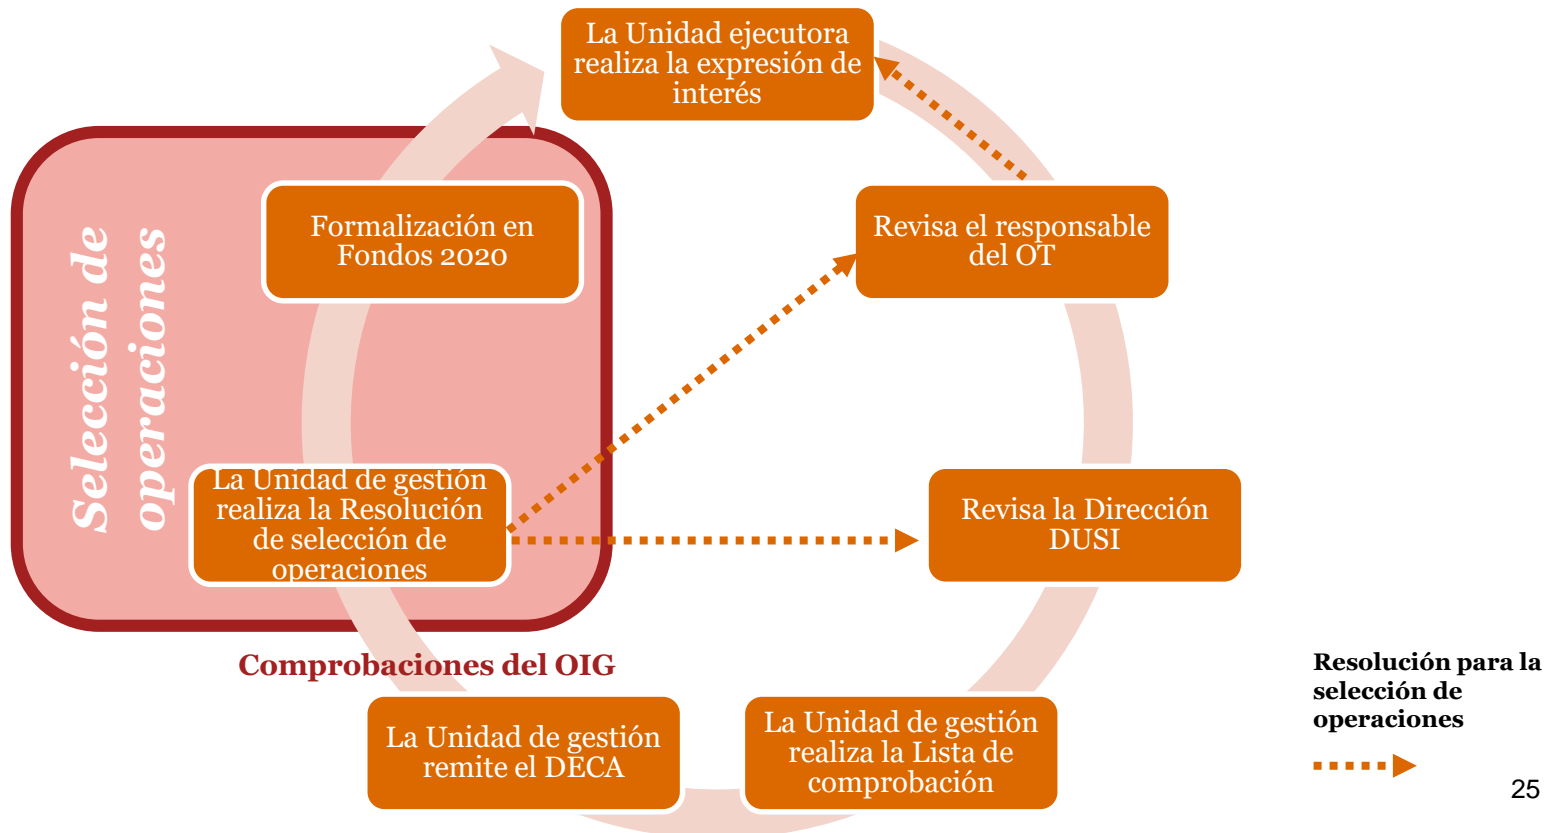 La Unidad ejecutora
realiza la expresión de
interés
Revisa el responsable
del OT
Revisa la Dirección
DUSI
La Unidad de gestión
realiza la Lista de
comprobación
La Unidad de gestión
remite el DECA
La Unidad de gestión
realiza la Resolución
de selección de
operaciones
Formalización en
Fondos 2020
Selección de
operaciones
Comprobaciones del OIG
Resolución para la
selección de
operaciones
25